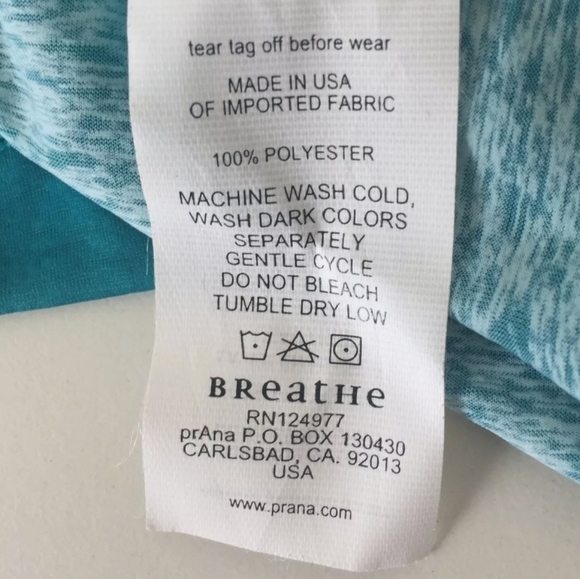 tear tag off before wear
MADE IN USA
OF IMPORTED FABRIC
100% POLYESTER
MACHINE WASH COLD,
WASH DARK COLORS
SEPARATELY
GENTLE CYCLE
DO NOT BLEACH
TUMBLE DRY LOW
BReatHe
RN124977
prAna P.O. BOX 130430
CARLSBAD, CA. 92013
USA
www.prana.com